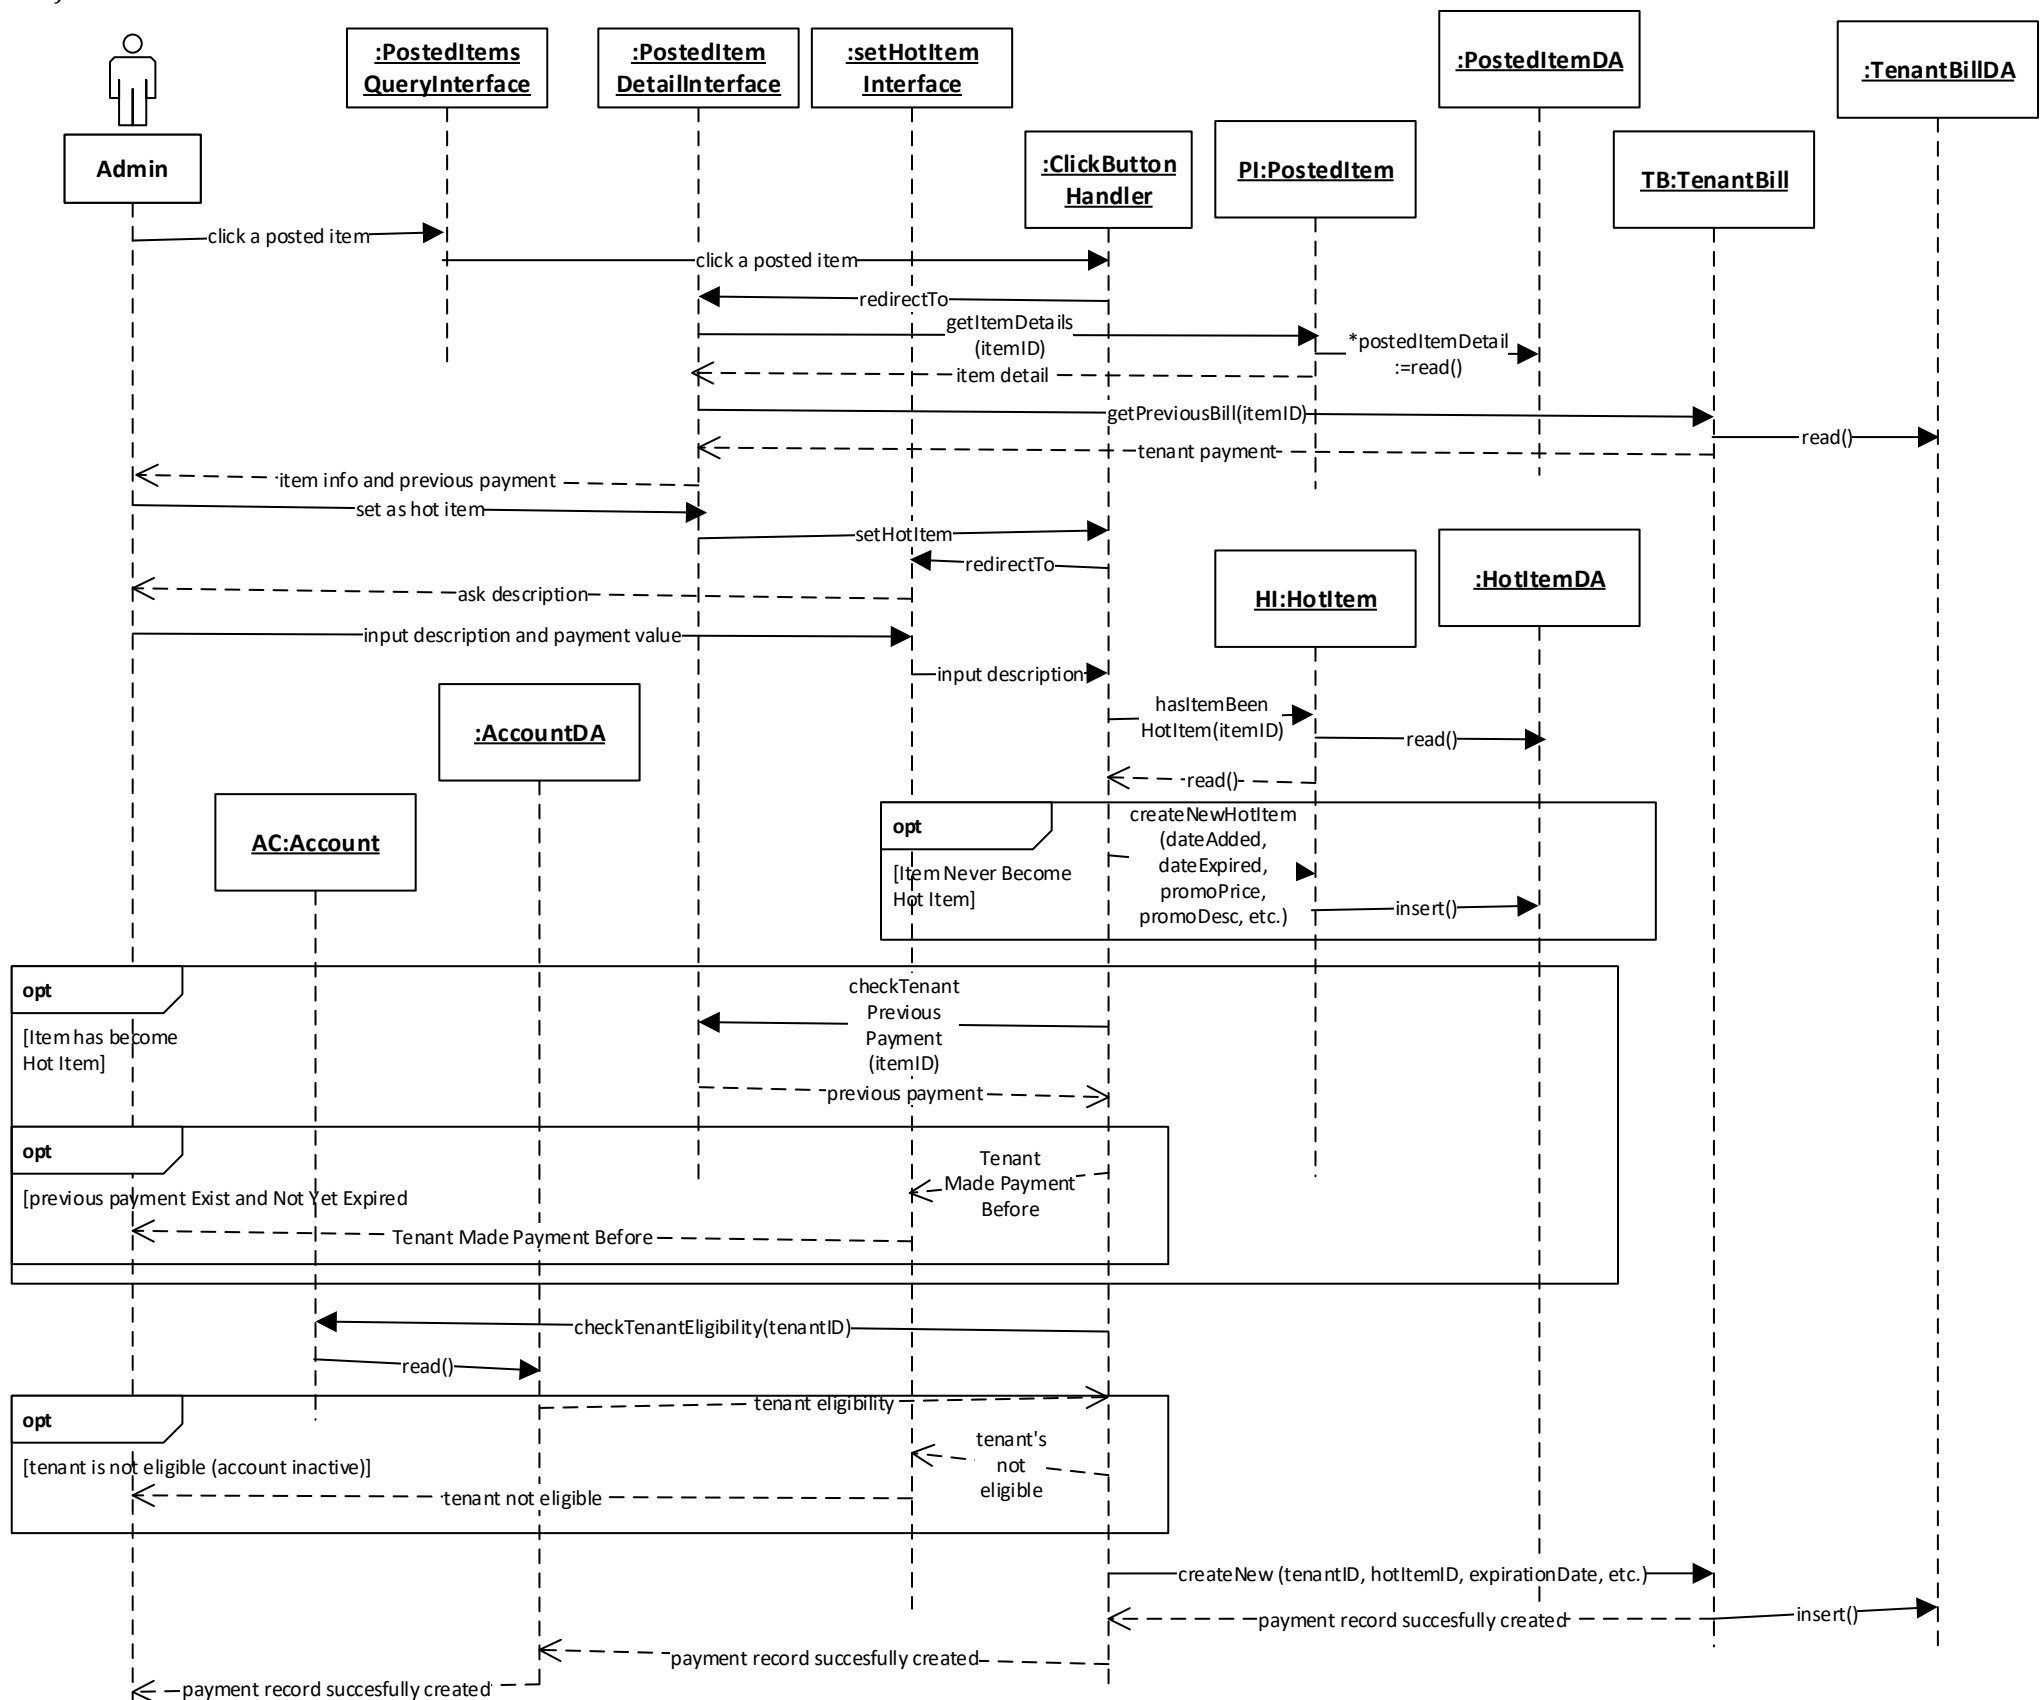 :PostedItems
QueryInterface
:PostedItem
DetailInterface
:setHotItem
Interface
:PostedItemDA
:TenantBillDA
Admin
:ClickButton
Handler
PI:PostedItem
TB:TenantBill
click a posted item
click a posted item
redirectTo
getItemDetails
(itemID)
*postedItemDetail
:=read()
item detail
getPreviousBill(itemID)
read()
tenant payment
item info and previous payment
set as hot item
setHotItem
redirectTo
:HotItemDA
HI:HotItem
ask description
input description and payment value
input description
hasItemBeen
HotItem(itemID)
:AccountDA
read()
read()
AC:Account
opt
[Item Never Become
Hot Item]
createNewHotItem
(dateAdded,
dateExpired,
promoPrice,
promoDesc, etc.)
insert()
opt
[Item has become
Hot Item]
checkTenant
Previous
Payment
(itemID)
previous payment
opt
[previous payment Exist and Not Yet Expired
Tenant
Made Payment
Before
Tenant Made Payment Before
checkTenantEligibility(tenantID)
read()
opt
tenant eligibility
[tenant is not eligible (account inactive)]
tenant's
not
eligible
tenant not eligible
createNew (tenantID, hotItemID, expirationDate, etc.)
payment record succesfully created
insert()
payment record succesfully created
payment record succesfully created